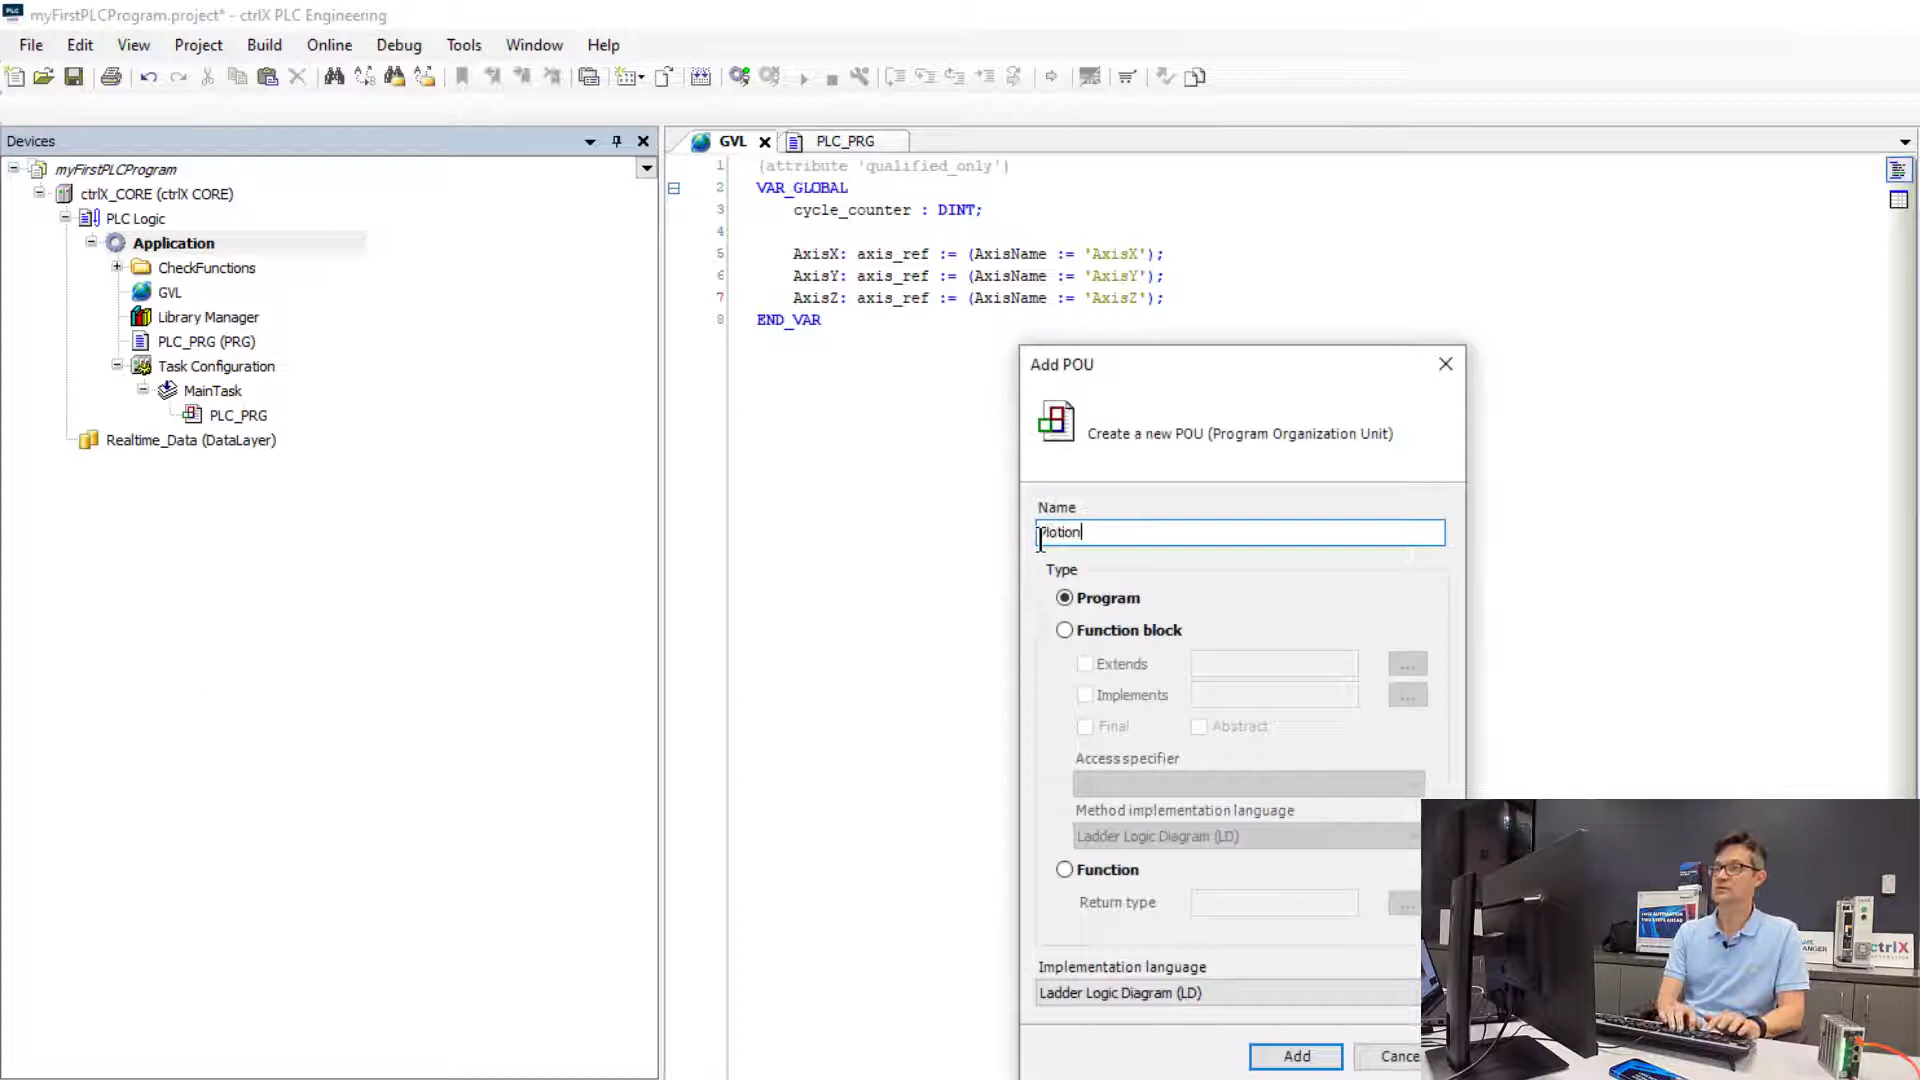 myFirstPLCProgram.project* - ctrlX PLC Engineering
File Edit View Project Build Online Debug Tools Window Help
Devices
myFirstPLCProgram
ctrlX_CORE (ctrlX CORE)
PLC Logic
Application
CheckFunctions
GVL
Library Manager
PLC_PRG (PRG)
Task Configuration
MainTask
PLC_PRG
Realtime_Data (DataLayer)
GVL PLC_PRG
1 {attribute 'qualified_only'}
2 VAR_GLOBAL
3 cycle_counter : DINT;
4
5 AxisX: axis_ref := (AxisName := 'AxisX');
6 AxisY: axis_ref := (AxisName := 'AxisY');
7 AxisZ: axis_ref := (AxisName := 'AxisZ');
8 END_VAR
Add POU
Create a new POU (Program Organization Unit)
Name
Type
Program
Function block
Extends ...
Implements ...
Final Abstract
Access specifier
Method implementation language
Ladder Logic Diagram (LD)
Function
Return type ...
Implementation language
Ladder Logic Diagram (LD)
Add Cance
ctrlX